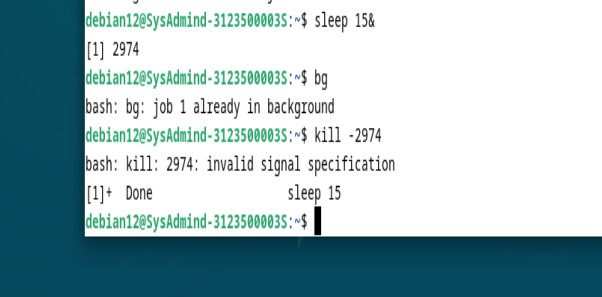 debian12@SysAdmind-3123500003S:~$ sleep 15&
[1] 2974
debian12@SysAdmind-3123500003S:~$ bg
bash: bg: job 1 already in background
debian12@SysAdmind-3123500003S:~$ kill -2974
bash: kill: 2974: invalid signal specification
[1]+  Done                    sleep 15
debian12@SysAdmind-3123500003S:~$